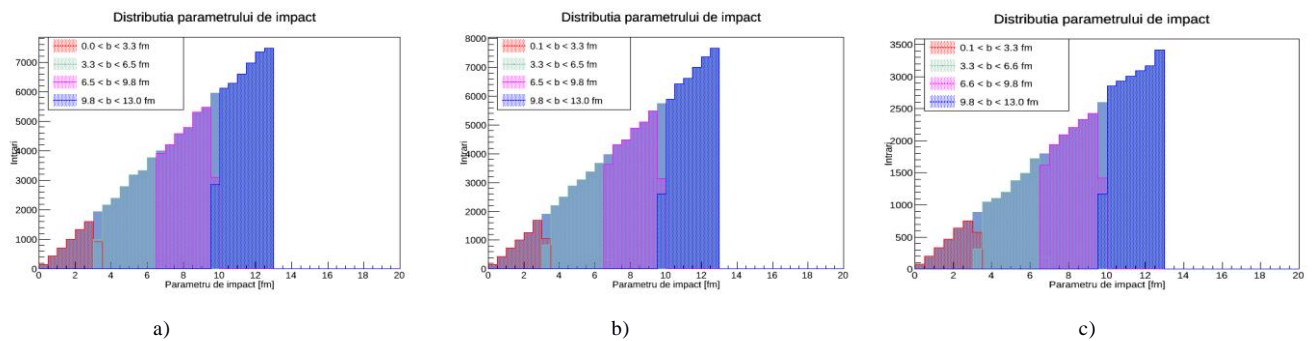 Distributia parametrului de impact
0.0 < b < 3.3 fm
3.3 < b < 6.5 fm
6.5 < b < 9.8 fm
9.8 < b < 13.0 fm
Intrari
7000
6000
5000
4000
3000
2000
1000
0
0 2 4 6 8 10 12 14 16 18 20
Parametru de impact [fm]
a)
Distributia parametrului de impact
0.1 < b < 3.3 fm
3.3 < b < 6.5 fm
6.5 < b < 9.8 fm
9.8 < b < 13.0 fm
Intrari
8000
7000
6000
5000
4000
3000
2000
1000
0
0 2 4 6 8 10 12 14 16 18 20
Parametru de impact [fm]
b)
Distributia parametrului de impact
0.1 < b < 3.3 fm
3.3 < b < 6.6 fm
6.6 < b < 9.8 fm
9.8 < b < 13.0 fm
Intrari
3500
3000
2500
2000
1500
1000
500
0
0 2 4 6 8 10 12 14 16 18 20
Parametru de impact [fm]
c)